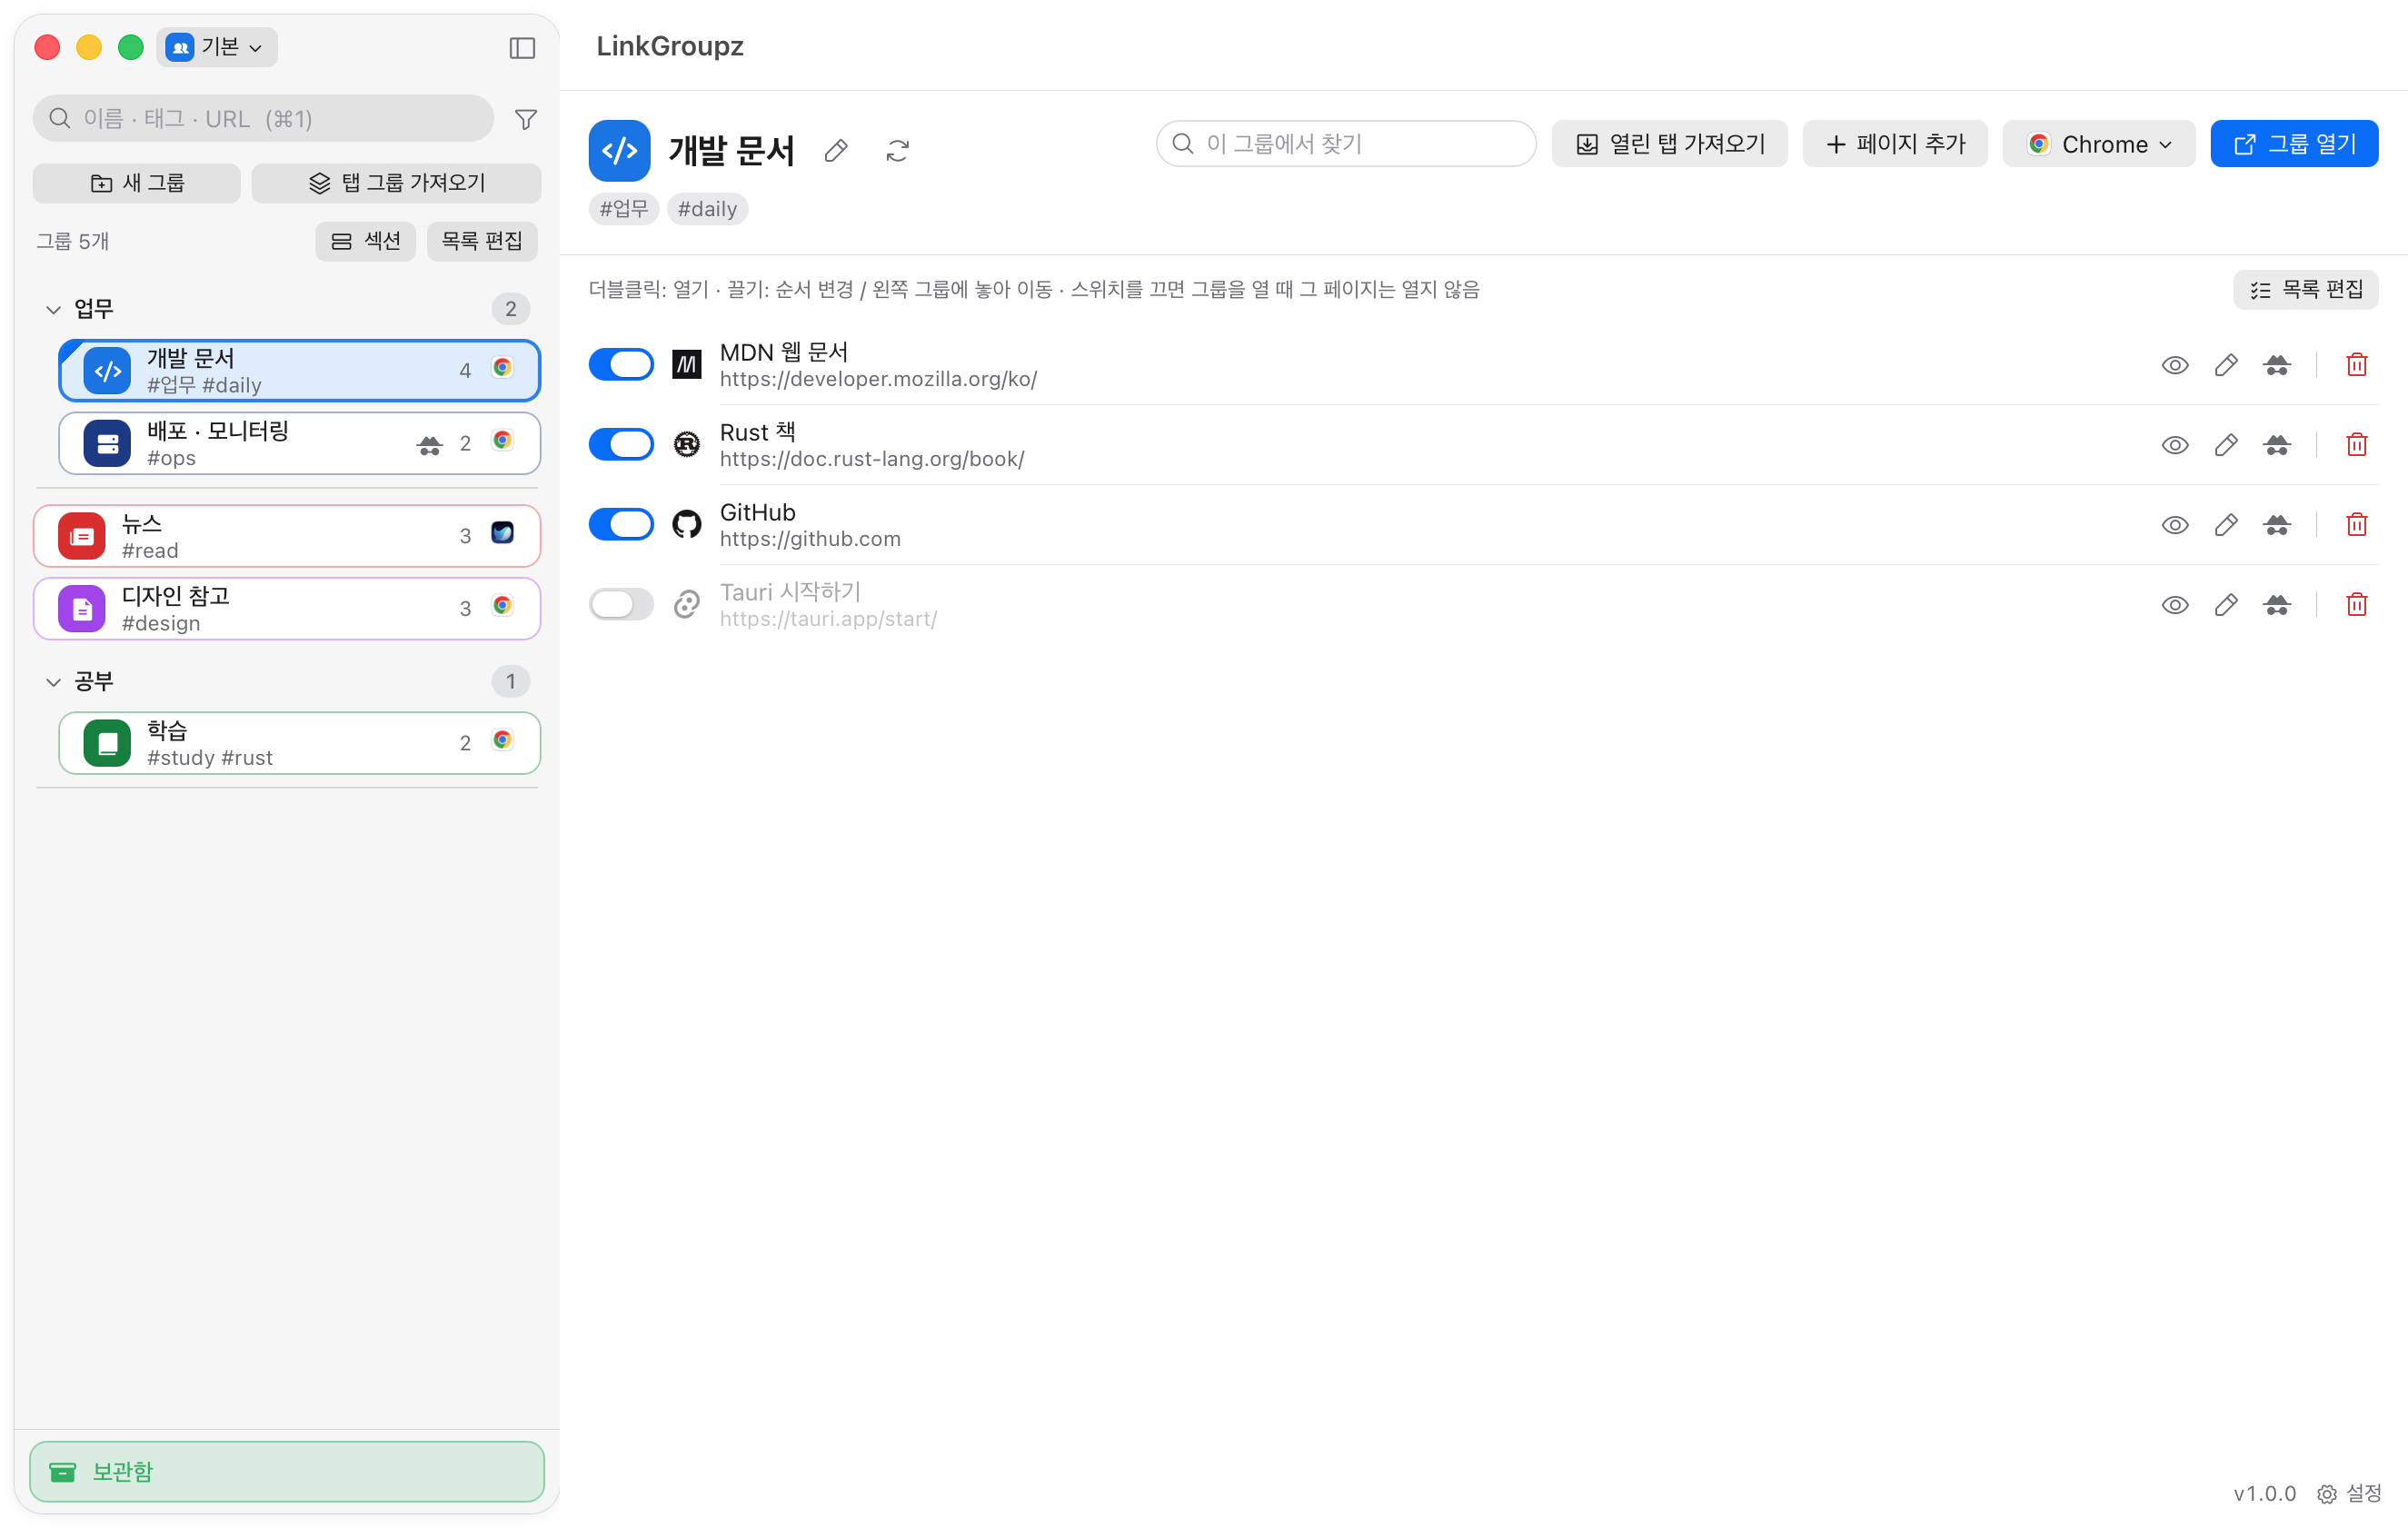 기본
이름 · 태그 · URL (⌘1)
새 그룹
탭 그룹 가져오기
그룹 5개
섹션
목록 편집
업무
2
개발 문서
#업무 #daily
4
배포 · 모니터링
#ops
2
뉴스
#read
3
디자인 참고
#design
3
공부
1
학습
#study #rust
2
보관함
LinkGroupz
개발 문서
이 그룹에서 찾기
열린 탭 가져오기
페이지 추가
Chrome
그룹 열기
#업무
#daily
더블클릭: 열기 · 끌기: 순서 변경 / 왼쪽 그룹에 놓아 이동 · 스위치를 끄면 그룹을 열 때 그 페이지는 열지 않음
목록 편집
MDN 웹 문서
https://developer.mozilla.org/ko/
Rust 책
https://doc.rust-lang.org/book/
GitHub
https://github.com
Tauri 시작하기
https://tauri.app/start/
v1.0.0
설정